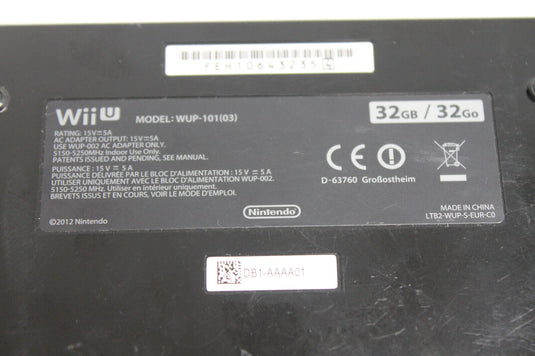 FEH10643235 4
Wii U MODEL: WUP-101(03) 32GB / 32Go
RATING: 15V⎓5A
AC ADAPTER OUTPUT: 15V⎓5A
USE WUP-002 AC ADAPTER ONLY.
5150-5250MHz Indoor Use Only.
PATENTS ISSUED AND PENDING, SEE MANUAL.
PUISSANCE : 15V ⎓ 5 A
DÉLIVRÉE PAR LE BLOC D'ALIMENTATION : 15V ⎓ 5 A
UTILISER UNIQUEMENT AVEC LE BLOC D'ALIMENTATION WUP-002.
5150-5250 MHz. Utiliser en intérieur uniquement.
BREVETS ISSUS ET EN COURS, VOIR LE MODE D'EMPLOI.
CE
D-63760 Großostheim
©2012 Nintendo
Nintendo
MADE IN CHINA
LTB2-WUP-S-EUR-C0
DB1-AAAA01